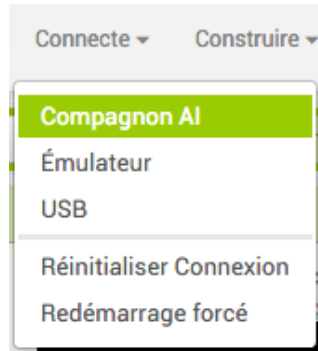 Connecte Construire
Compagnon AI
Émulateur
USB
Réinitialiser Connexion
Redémarrage forcé